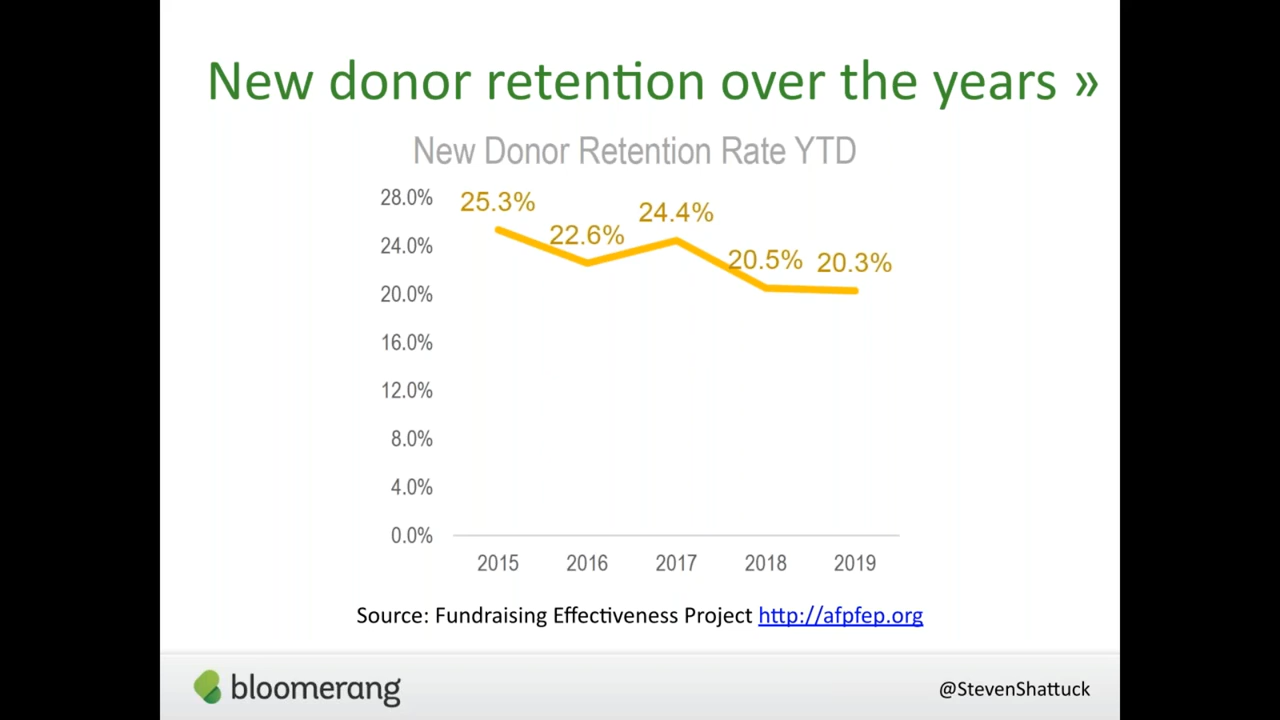 New donor retention over the years »
New Donor Retention Rate YTD
28.0%
24.0%
20.0%
16.0%
12.0%
8.0%
4.0%
0.0%
25.3%
22.6%
24.4%
20.5%
20.3%
2015 2016 2017 2018 2019
Source: Fundraising Effectiveness Project http://afpfep.org
bloomerang
@StevenShattuck